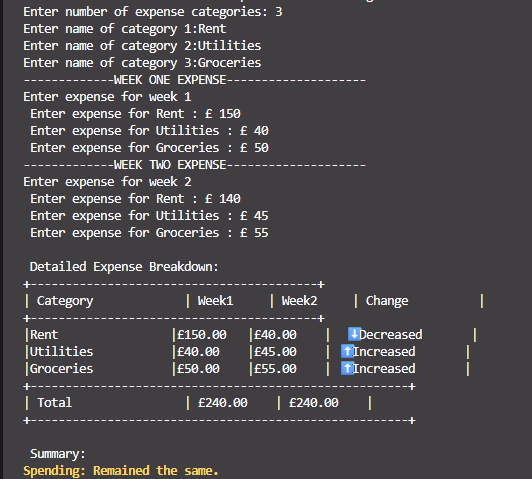 Enter number of expense categories: 3
Enter name of category 1:Rent
Enter name of category 2:Utilities
Enter name of category 3:Groceries
-------------WEEK ONE EXPENSE--------------------
Enter expense for week 1
 Enter expense for Rent : £ 150
 Enter expense for Utilities : £ 40
 Enter expense for Groceries : £ 50
-------------WEEK TWO EXPENSE--------------------
Enter expense for week 2
 Enter expense for Rent : £ 140
 Enter expense for Utilities : £ 45
 Enter expense for Groceries : £ 55
 Detailed Expense Breakdown:
+-----------------------------------------+
| Category | Week1 | Week2 | Change |
+-----------------------------------------+
|Rent |£150.00 |£40.00 | ⬇️Decreased |
|Utilities |£40.00 |£45.00 | ⬆️Increased |
|Groceries |£50.00 |£55.00 | ⬆️Increased |
+------------------------------------------------------+
| Total | £240.00 | £240.00 |
+------------------------------------------------------+
 Summary:
Spending: Remained the same.